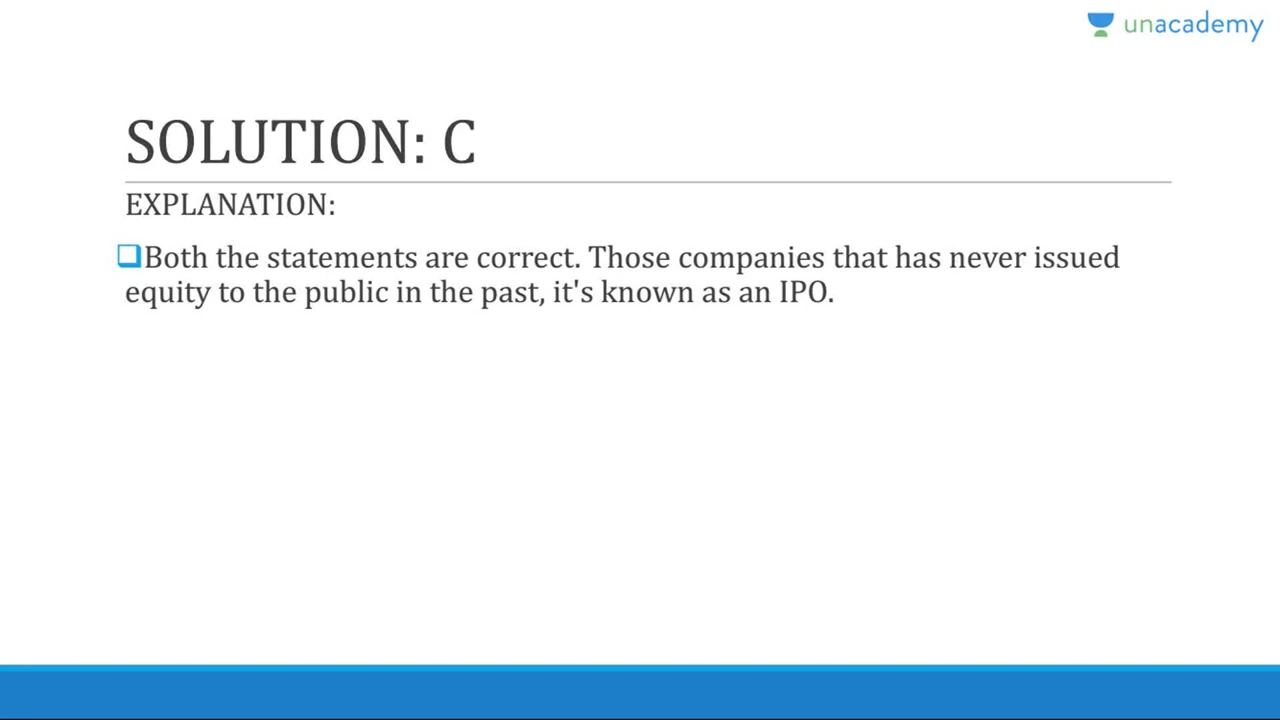 unacademy
SOLUTION: C
EXPLANATION:
Both the statements are correct. Those companies that has never issued
equity to the public in the past, it's known as an IPO.